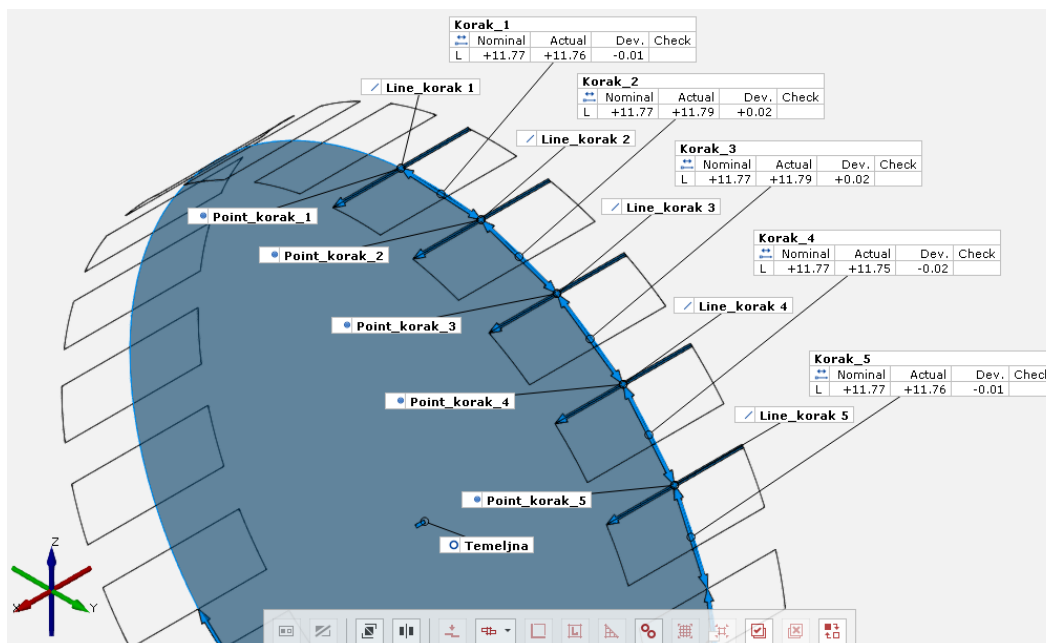 Korak_1
Nominal Actual Dev. Check
L +11.77 +11.76 -0.01
Line_korak 1
Korak_2
Nominal Actual Dev. Check
L +11.77 +11.79 +0.02
Line_korak 2
Korak_3
Nominal Actual Dev. Check
L +11.77 +11.79 +0.02
Line_korak 3
Point_korak_1
Point_korak_2
Korak_4
Nominal Actual Dev. Check
L +11.77 +11.75 -0.02
Line_korak 4
Point_korak_3
Korak_5
Nominal Actual Dev. Check
L +11.77 +11.76 -0.01
Point_korak_4
Line_korak 5
Point_korak_5
Temeljna
Z
X Y